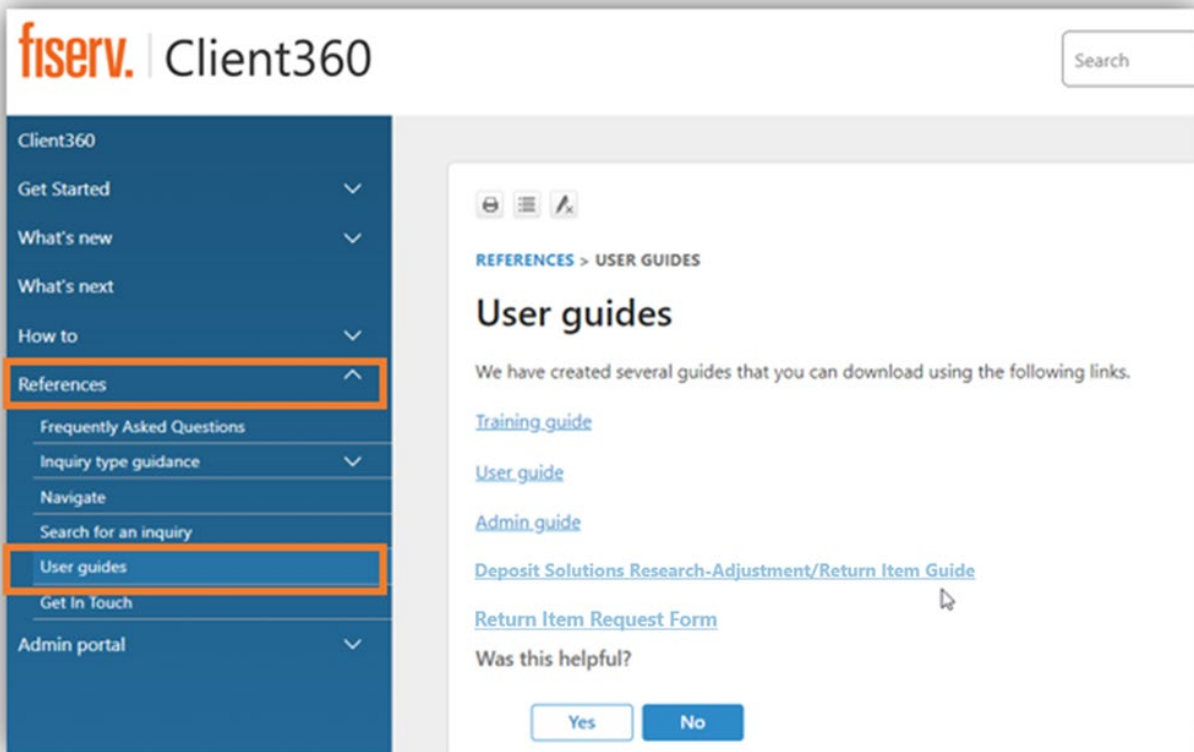 fiserv. Client360
Search
Client360
Get Started
What's new
What's next
How to
References
Frequently Asked Questions
Inquiry type guidance
Navigate
Search for an inquiry
User guides
Get In Touch
Admin portal
REFERENCES > USER GUIDES
User guides
We have created several guides that you can download using the following links.
Training guide
User guide
Admin guide
Deposit Solutions Research-Adjustment/Return Item Guide
Return Item Request Form
Was this helpful?
Yes No